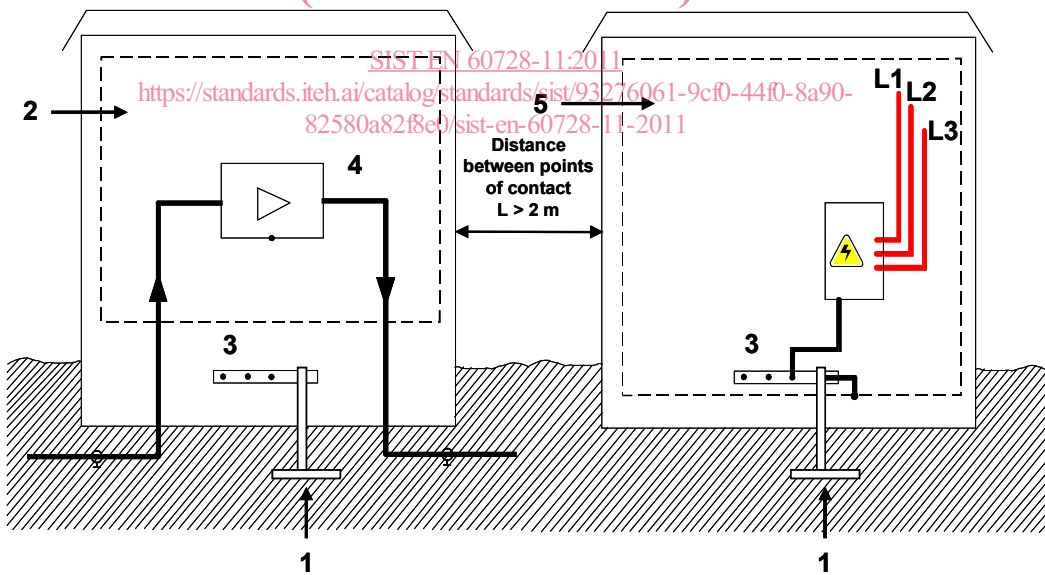 SIST EN 60728-11:2011
https://standards.iteh.ai/catalog/standards/sist/93276061-9cf0-44f0-8a90-
82580a82f8e0/sist-en-60728-11-2011
2
5
L1
L2
L3
Distance
between points
of contact
L > 2 m
4
3
3
1
1